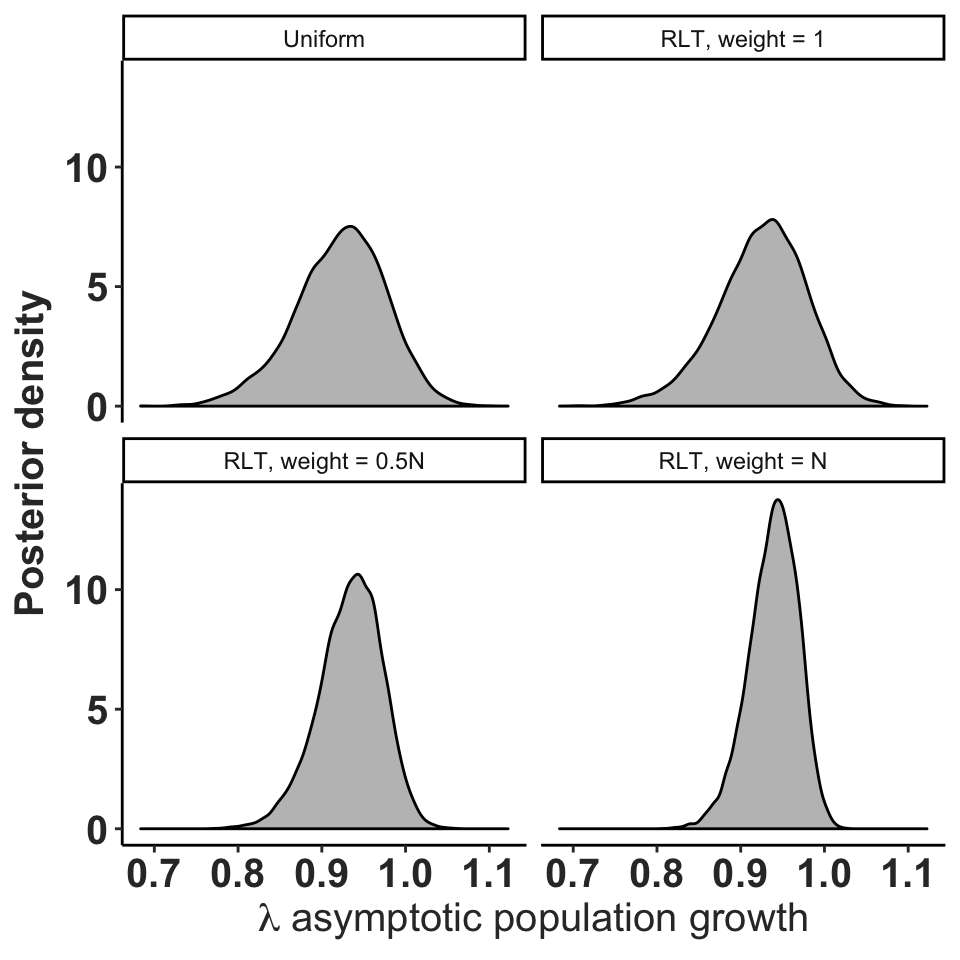 Uniform
RLT, weight = 1
10
5
0
RLT, weight = 0.5N
RLT, weight = N
10
5
0
Posterior density
0.7 0.8 0.9 1.0 1.1
0.7 0.8 0.9 1.0 1.1
λ asymptotic population growth